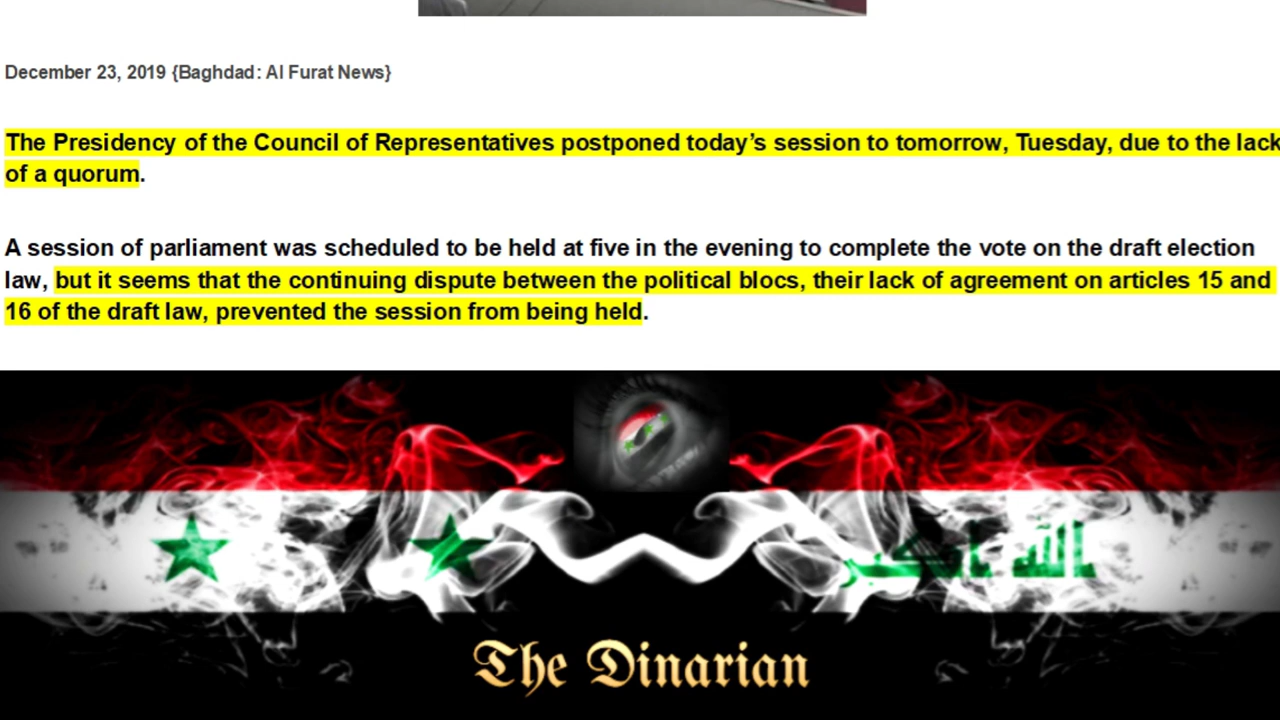 December 23, 2019 {Baghdad: Al Furat News}
The Presidency of the Council of Representatives postponed today’s session to tomorrow, Tuesday, due to the lack
of a quorum.
A session of parliament was scheduled to be held at five in the evening to complete the vote on the draft election
law, but it seems that the continuing dispute between the political blocs, their lack of agreement on articles 15 and
16 of the draft law, prevented the session from being held.
الله اكبر
The Dinarian